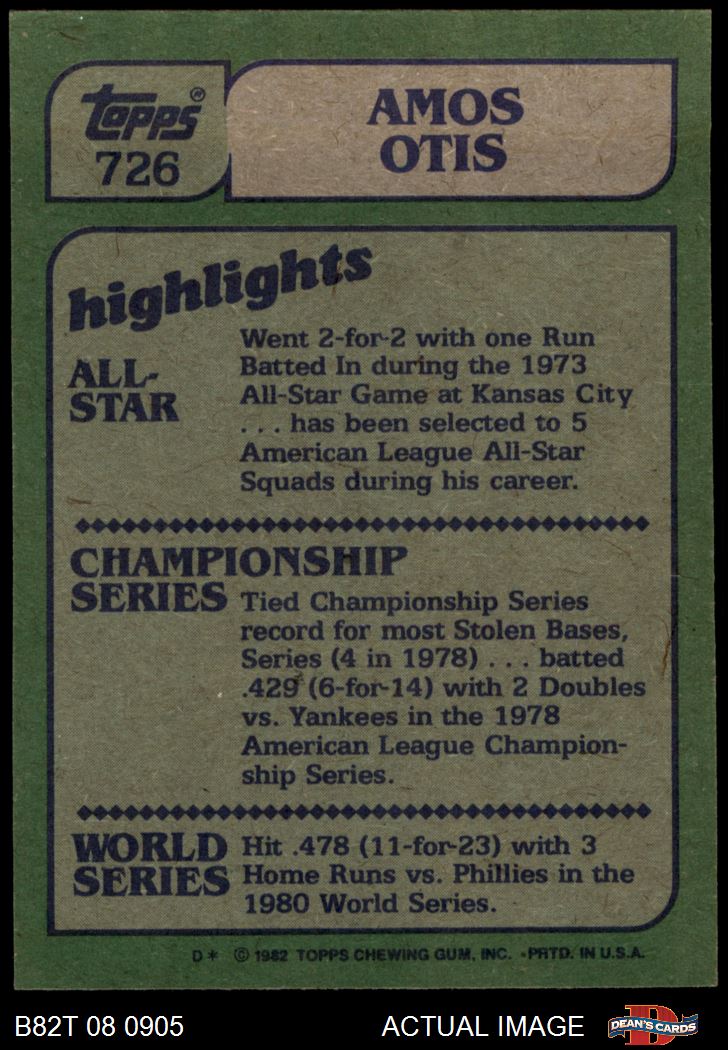 topps®
726
AMOS
OTIS
highlights
ALL-
STAR
Went 2-for-2 with one Run
Batted In during the 1973
All-Star Game at Kansas City
. . . has been selected to 5
American League All-Star
Squads during his career.
CHAMPIONSHIP
SERIES
Tied Championship Series
record for most Stolen Bases,
Series (4 in 1978) . . . batted
.429 (6-for-14) with 2 Doubles
vs. Yankees in the 1978
American League Champion-
ship Series.
WORLD
SERIES
Hit .478 (11-for-23) with 3
Home Runs vs. Phillies in the
1980 World Series.
D* © 1982 TOPPS CHEWING GUM, INC. •PRTD. IN U.S.A.
B82T 08 0905
ACTUAL IMAGE
D
DEAN'S CARDS